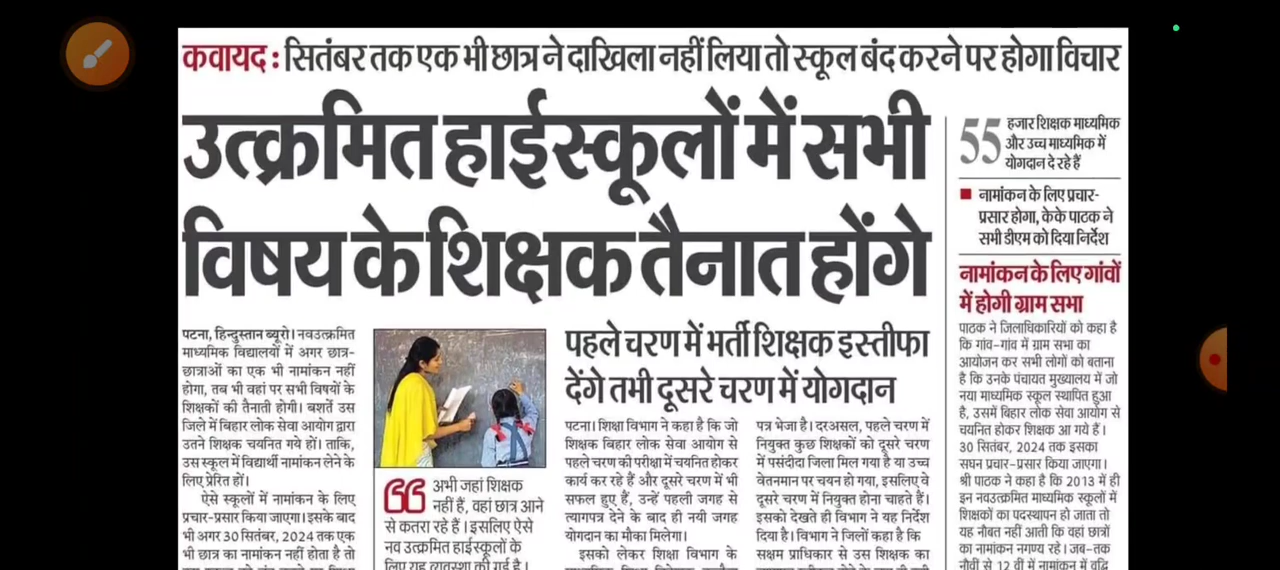 कवायद : सितंबर तक एक भी छात्र ने दाखिला नहीं लिया तो स्कूल बंद करने पर होगा विचार
उत्क्रमित हाईस्कूलों में सभी
विषय के शिक्षक तैनात होंगे
पटना, हिन्दुस्तान ब्यूरो। नवउत्क्रमित
माध्यमिक विद्यालयों में अगर छात्र-
छात्राओं का एक भी नामांकन नहीं
होगा, तब भी वहां पर सभी विषयों के
शिक्षकों की तैनाती होगी। बशर्ते उस
जिले में बिहार लोक सेवा आयोग द्वारा
उतने शिक्षक चयनित गये हों। ताकि,
उस स्कूल में विद्यार्थी नामांकन लेने के
लिए प्रेरित हों।
ऐसे स्कूलों में नामांकन के लिए
प्रचार-प्रसार किया जाएगा। इसके बाद
भी अगर 30 सितंबर, 2024 तक एक
भी छात्र का नामांकन नहीं होता है तो
अभी जहां शिक्षक
नहीं हैं, वहां छात्र आने
से कतरा रहे हैं। इसलिए ऐसे
नव उत्क्रमित हाईस्कूलों के
लिए यह व्यवस्था की गई है।
पहले चरण में भर्ती शिक्षक इस्तीफा
देंगे तभी दूसरे चरण में योगदान
पटना। शिक्षा विभाग ने कहा है कि जो
शिक्षक बिहार लोक सेवा आयोग से
पहले चरण की परीक्षा में चयनित होकर
कार्य कर रहे हैं और दूसरे चरण में भी
सफल हुए हैं, उन्हें पहली जगह से
त्यागपत्र देने के बाद ही नयी जगह
योगदान का मौका मिलेगा।
इसको लेकर शिक्षा विभाग के
पत्र भेजा है। दरअसल, पहले चरण में
नियुक्त कुछ शिक्षकों को दूसरे चरण
में पसंदीदा जिला मिल गया है या उच्च
वेतनमान पर चयन हो गया, इसलिए वे
दूसरे चरण में नियुक्त होना चाहते हैं।
इसको देखते ही विभाग ने यह निर्देश
दिया है। विभाग ने जिलों कहा है कि
सक्षम प्राधिकार से उस शिक्षक का
55 हजार शिक्षक माध्यमिक
और उच्च माध्यमिक में
योगदान दे रहे हैं
नामांकन के लिए प्रचार-
प्रसार होगा, केके पाठक ने
सभी डीएम को दिया निर्देश
नामांकन के लिए गांवों
में होगी ग्राम सभा
पाठक ने जिलाधिकारियों को कहा है
कि गांव-गांव में ग्राम सभा का
आयोजन कर सभी लोगों को बताना
है कि उनके पंचायत मुख्यालय में जो
नया माध्यमिक स्कूल स्थापित हुआ
है, उसमें बिहार लोक सेवा आयोग से
चयनित होकर शिक्षक आ गये हैं।
30 सितंबर, 2024 तक इसका
सघन प्रचार-प्रसार किया जाएगा।
श्री पाठक ने कहा है कि 2013 में ही
इन नवउत्क्रमित माध्यमिक स्कूलों में
शिक्षकों का पदस्थापन हो जाता तो
यह नौबत नहीं आती कि वहां छात्रों
का नामांकन नगण्य रहे। जब-तक
नौवीं से 12 वीं में नामांकन में वृद्धि